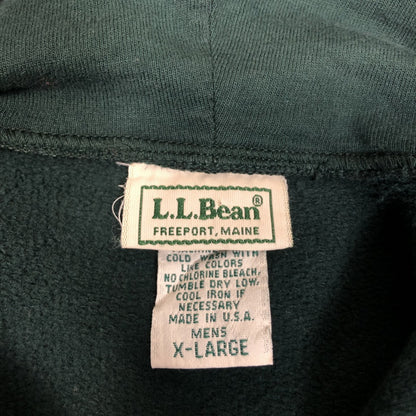 L.L.Bean®
FREEPORT, MAINE
COLD WASH WITH
LIKE COLORS
NO CHLORINE BLEACH,
TUMBLE DRY LOW,
COOL IRON IF
NECESSARY
MADE IN U.S.A.
MENS
X-LARGE